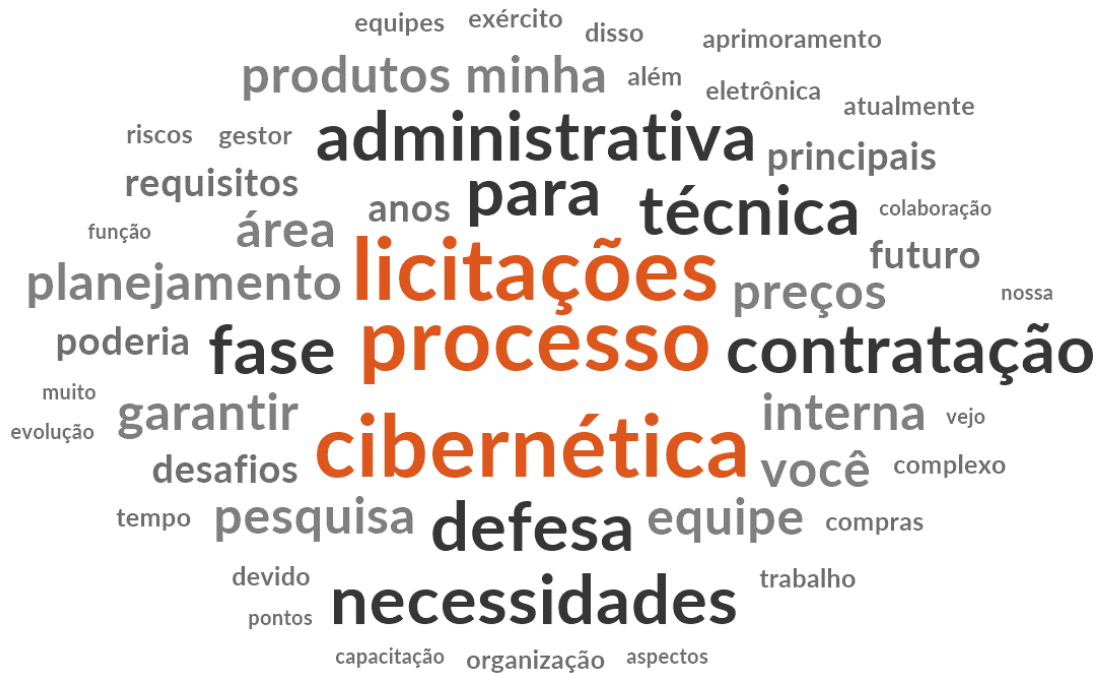 equipes exército disso aprimoramento
produtos minha além eletrônica atualmente
riscos gestor administrativa principais
requisitos para técnica
anos colaboração
função área futuro
planejamento licitações preços nossa
poderia fase processo contratação
muito garantir interna vejo
evolução cibernética
desafios você complexo
tempo pesquisa defesa equipe compras
devido necessidades trabalho
pontos
capacitação organização aspectos